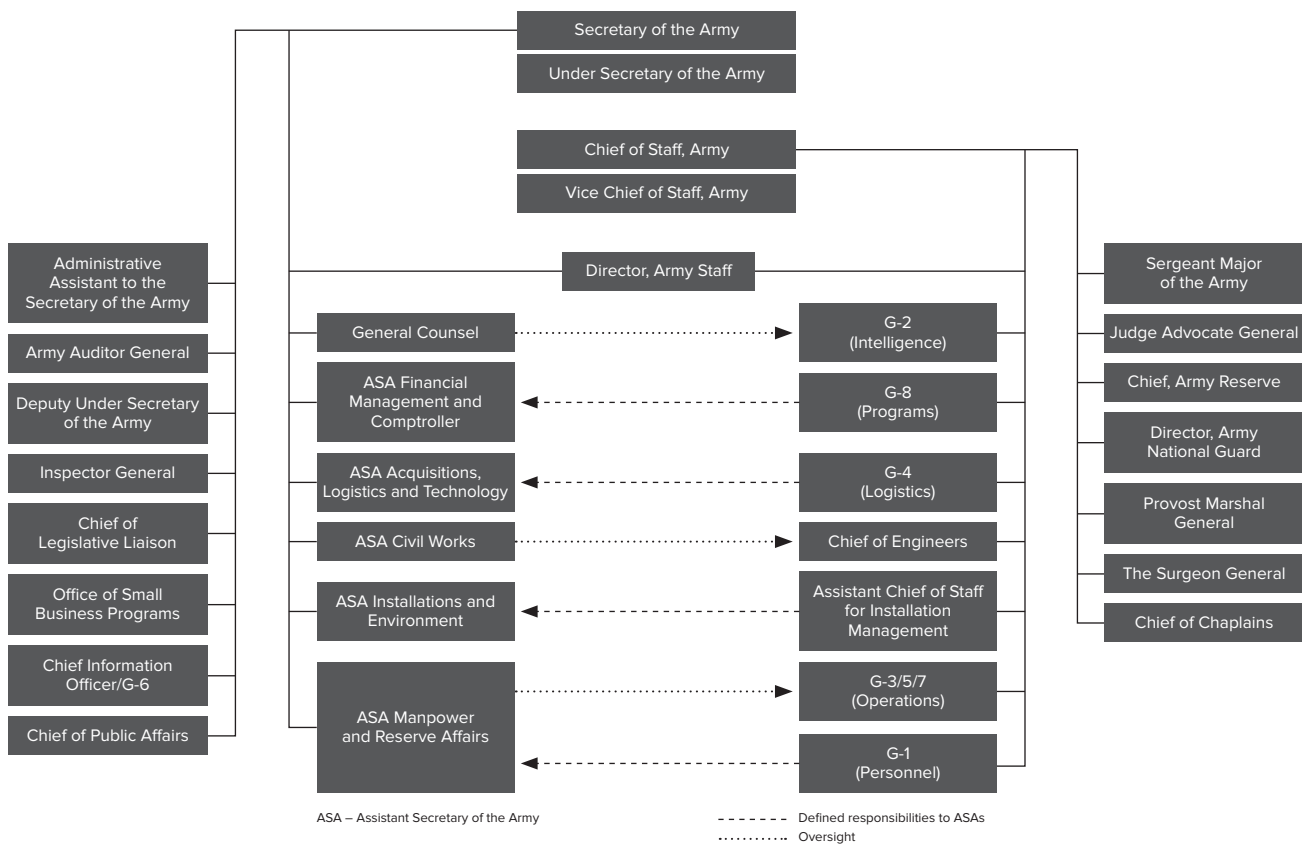 Secretary of the Army
Under Secretary of the Army
Chief of Staff, Army
Vice Chief of Staff, Army
Director, Army Staff
Administrative
Assistant to the
Secretary of the Army
Army Auditor General
Deputy Under Secretary
of the Army
Inspector General
Chief of
Legislative Liaison
Office of Small
Business Programs
Chief Information
Officer/G-6
Chief of Public Affairs
General Counsel
ASA Financial
Management and
Comptroller
ASA Acquisitions,
Logistics and Technology
ASA Civil Works
ASA Installations and
Environment
ASA Manpower
and Reserve Affairs
G-2
(Intelligence)
G-8
(Programs)
G-4
(Logistics)
Chief of Engineers
Assistant Chief of Staff
for Installation
Management
G-3/5/7
(Operations)
G-1
(Personnel)
Sergeant Major
of the Army
Judge Advocate General
Chief, Army Reserve
Director, Army
National Guard
Provost Marshal
General
The Surgeon General
Chief of Chaplains
ASA – Assistant Secretary of the Army
Defined responsibilities to ASAs
Oversight